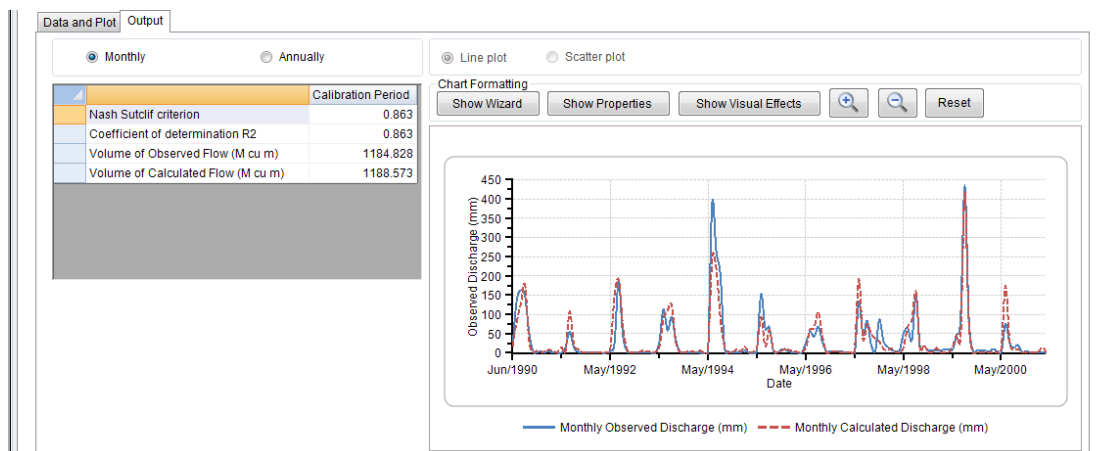 Data and Plot
Output
Monthly
Annually
Line plot
Scatter plot
Calibration Period
Nash Sutclif criterion 0.863
Coefficient of determination R2 0.863
Volume of Observed Flow (M cu m) 1184.828
Volume of Calculated Flow (M cu m) 1188.573
Chart Formatting
Show Wizard
Show Properties
Show Visual Effects
Reset
Observed Discharge (mm)
450
400
350
300
250
200
150
100
50
0
Jun/1990 May/1992 May/1994 May/1996 May/1998 May/2000
Date
Monthly Observed Discharge (mm) Monthly Calculated Discharge (mm)